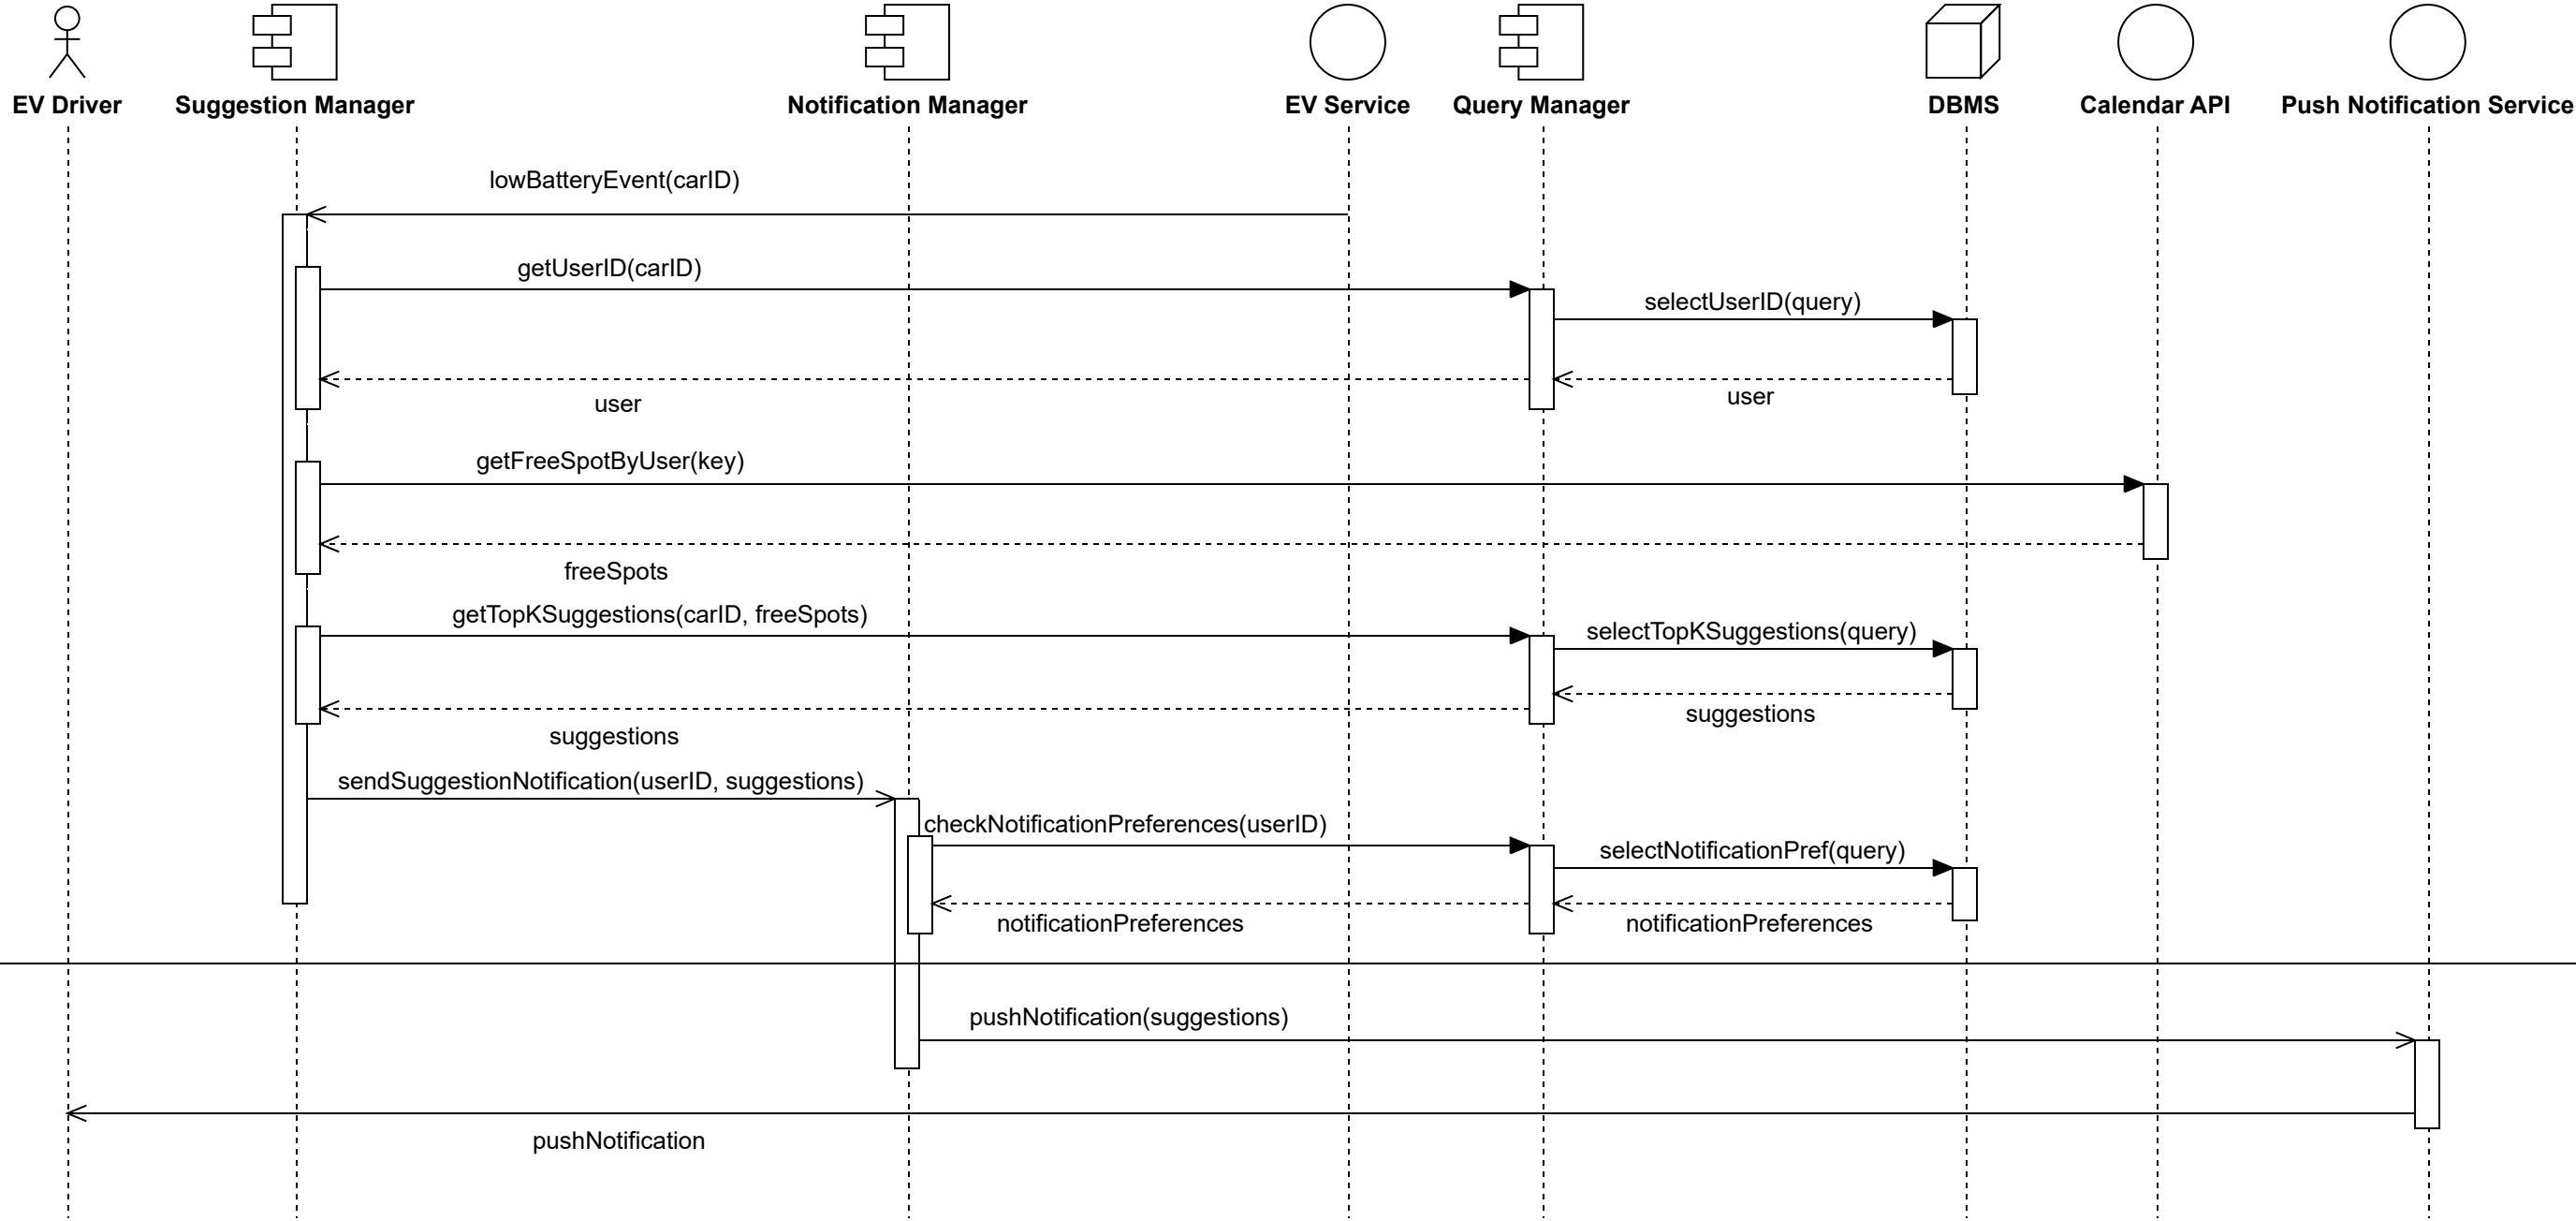 EV Driver
Suggestion Manager
Notification Manager
EV Service
Query Manager
DBMS
Calendar API
Push Notification Service
lowBatteryEvent(carID)
getUserID(carID)
selectUserID(query)
user
user
getFreeSpotByUser(key)
freeSpots
getTopKSuggestions(carID, freeSpots)
selectTopKSuggestions(query)
suggestions
suggestions
sendSuggestionNotification(userID, suggestions)
checkNotificationPreferences(userID)
selectNotificationPref(query)
notificationPreferences
notificationPreferences
pushNotification(suggestions)
pushNotification